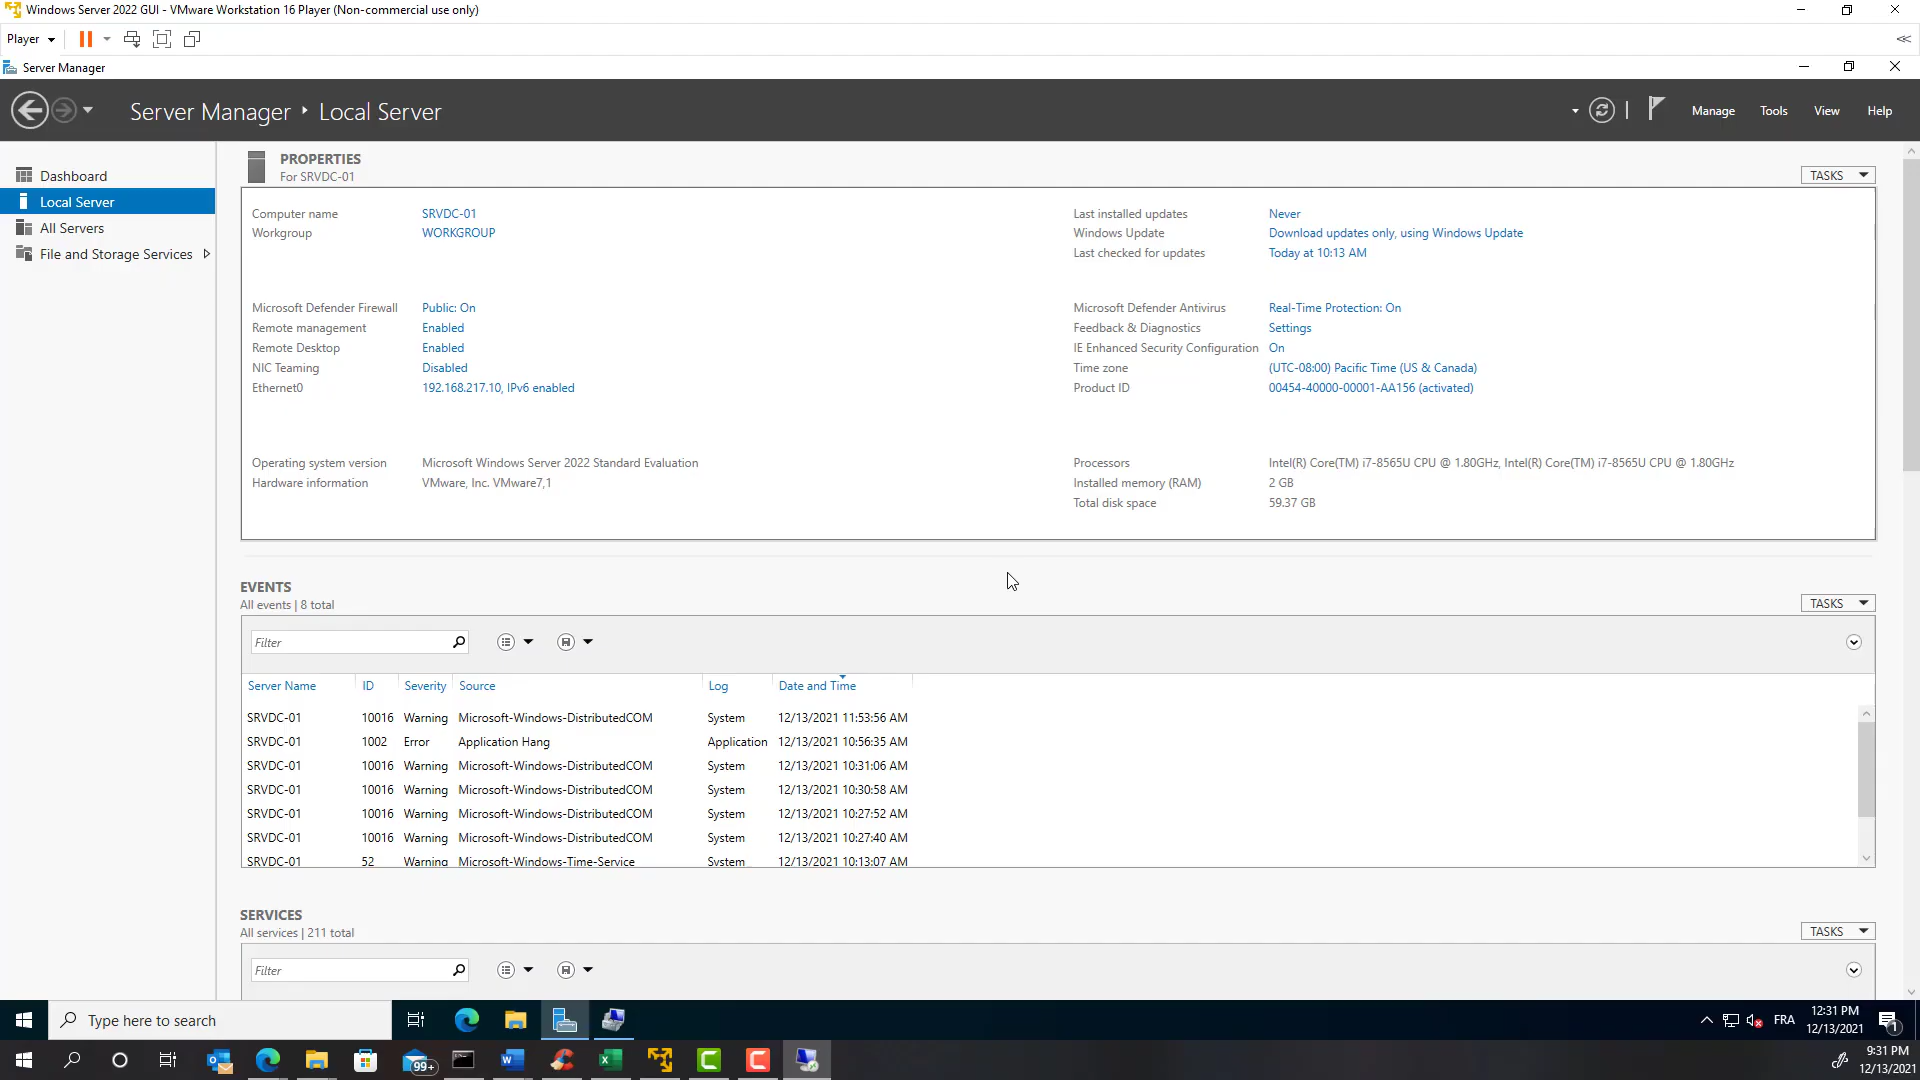 Windows Server 2022 GUI - VMware Workstation 16 Player (Non-commercial use only)
Player
Server Manager
Server Manager Local Server
Manage Tools View Help
Dashboard
Local Server
All Servers
File and Storage Services
PROPERTIES
For SRVDC-01
TASKS
Computer name SRVDC-01
Workgroup WORKGROUP
Last installed updates Never
Windows Update Download updates only, using Windows Update
Last checked for updates Today at 10:13 AM
Microsoft Defender Firewall Public: On
Remote management Enabled
Remote Desktop Enabled
NIC Teaming Disabled
Ethernet0 192.168.217.10, IPv6 enabled
Microsoft Defender Antivirus Real-Time Protection: On
Feedback & Diagnostics Settings
IE Enhanced Security Configuration On
Time zone (UTC-08:00) Pacific Time (US & Canada)
Product ID 00454-40000-00001-AA156 (activated)
Operating system version Microsoft Windows Server 2022 Standard Evaluation
Hardware information VMware, Inc. VMware7,1
Processors Intel(R) Core(TM) i7-8565U CPU @ 1.80GHz, Intel(R) Core(TM) i7-8565U CPU @ 1.80GHz
Installed memory (RAM) 2 GB
Total disk space 59.37 GB
EVENTS
All events | 8 total
TASKS
Filter
Server Name ID Severity Source Log Date and Time
SRVDC-01 10016 Warning Microsoft-Windows-DistributedCOM System 12/13/2021 11:53:56 AM
SRVDC-01 1002 Error Application Hang Application 12/13/2021 10:56:35 AM
SRVDC-01 10016 Warning Microsoft-Windows-DistributedCOM System 12/13/2021 10:31:06 AM
SRVDC-01 10016 Warning Microsoft-Windows-DistributedCOM System 12/13/2021 10:30:58 AM
SRVDC-01 10016 Warning Microsoft-Windows-DistributedCOM System 12/13/2021 10:27:52 AM
SRVDC-01 10016 Warning Microsoft-Windows-DistributedCOM System 12/13/2021 10:27:40 AM
SRVDC-01 52 Warning Microsoft-Windows-Time-Service System 12/13/2021 10:13:07 AM
SERVICES
All services | 211 total
TASKS
Filter
Type here to search
FRA
12:31 PM
12/13/2021
1
99+
9:31 PM
12/13/2021